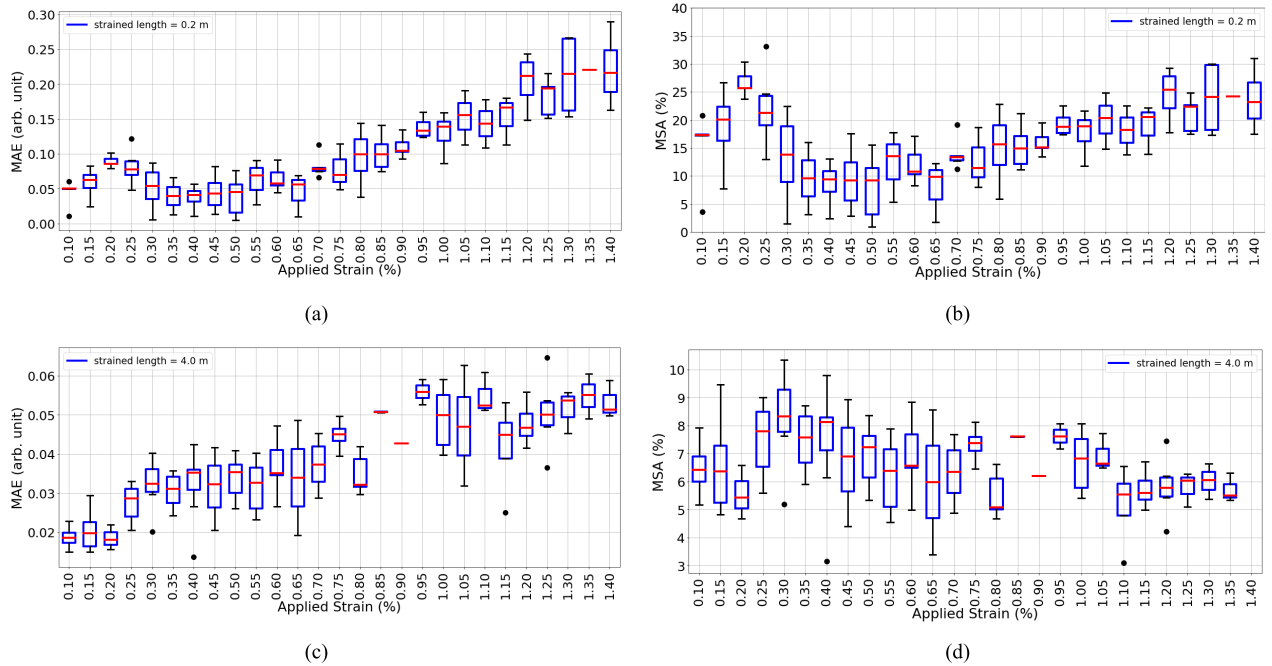 strained length = 0.2 m
MAE (arb. unit)
0.30
0.25
0.20
0.15
0.10
0.05
0.00
0.10 0.15 0.20 0.25 0.30 0.35 0.40 0.45 0.50 0.55 0.60 0.65 0.70 0.75 0.80 0.85 0.90 0.95 1.00 1.05 1.10 1.15 1.20 1.25 1.30 1.35 1.40
Applied Strain (%)
(a)
strained length = 0.2 m
MSA (%)
40
35
30
25
20
15
10
5
0
0.10 0.15 0.20 0.25 0.30 0.35 0.40 0.45 0.50 0.55 0.60 0.65 0.70 0.75 0.80 0.85 0.90 0.95 1.00 1.05 1.10 1.15 1.20 1.25 1.30 1.35 1.40
Applied Strain (%)
(b)
strained length = 4.0 m
MAE (arb. unit)
0.06
0.05
0.04
0.03
0.02
0.10 0.15 0.20 0.25 0.30 0.35 0.40 0.45 0.50 0.55 0.60 0.65 0.70 0.75 0.80 0.85 0.90 0.95 1.00 1.05 1.10 1.15 1.20 1.25 1.30 1.35 1.40
Applied Strain (%)
(c)
strained length = 4.0 m
MSA (%)
10
9
8
7
6
5
4
3
0.10 0.15 0.20 0.25 0.30 0.35 0.40 0.45 0.50 0.55 0.60 0.65 0.70 0.75 0.80 0.85 0.90 0.95 1.00 1.05 1.10 1.15 1.20 1.25 1.30 1.35 1.40
Applied Strain (%)
(d)